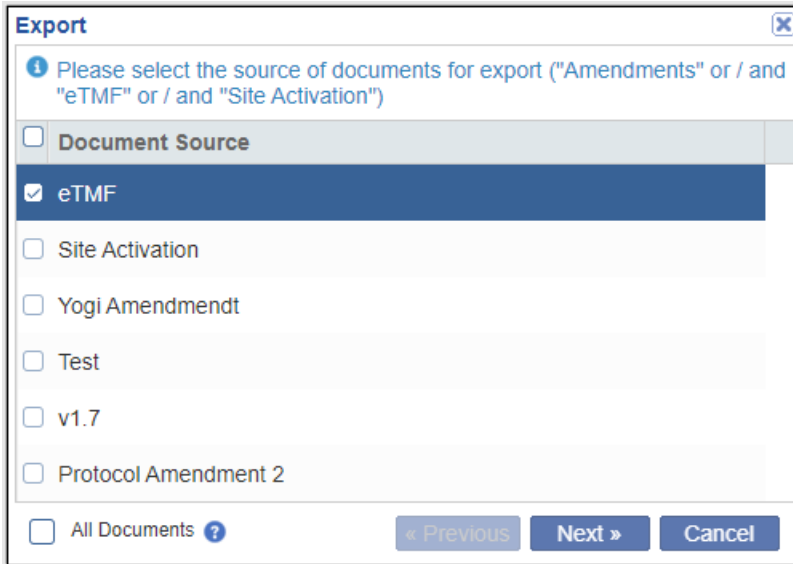 Export
Please select the source of documents for export ("Amendments" or / and
"eTMF" or / and "Site Activation")
Document Source
eTMF
Site Activation
Yogi Amendmendt
Test
v1.7
Protocol Amendment 2
All Documents ?
« Previous Next » Cancel